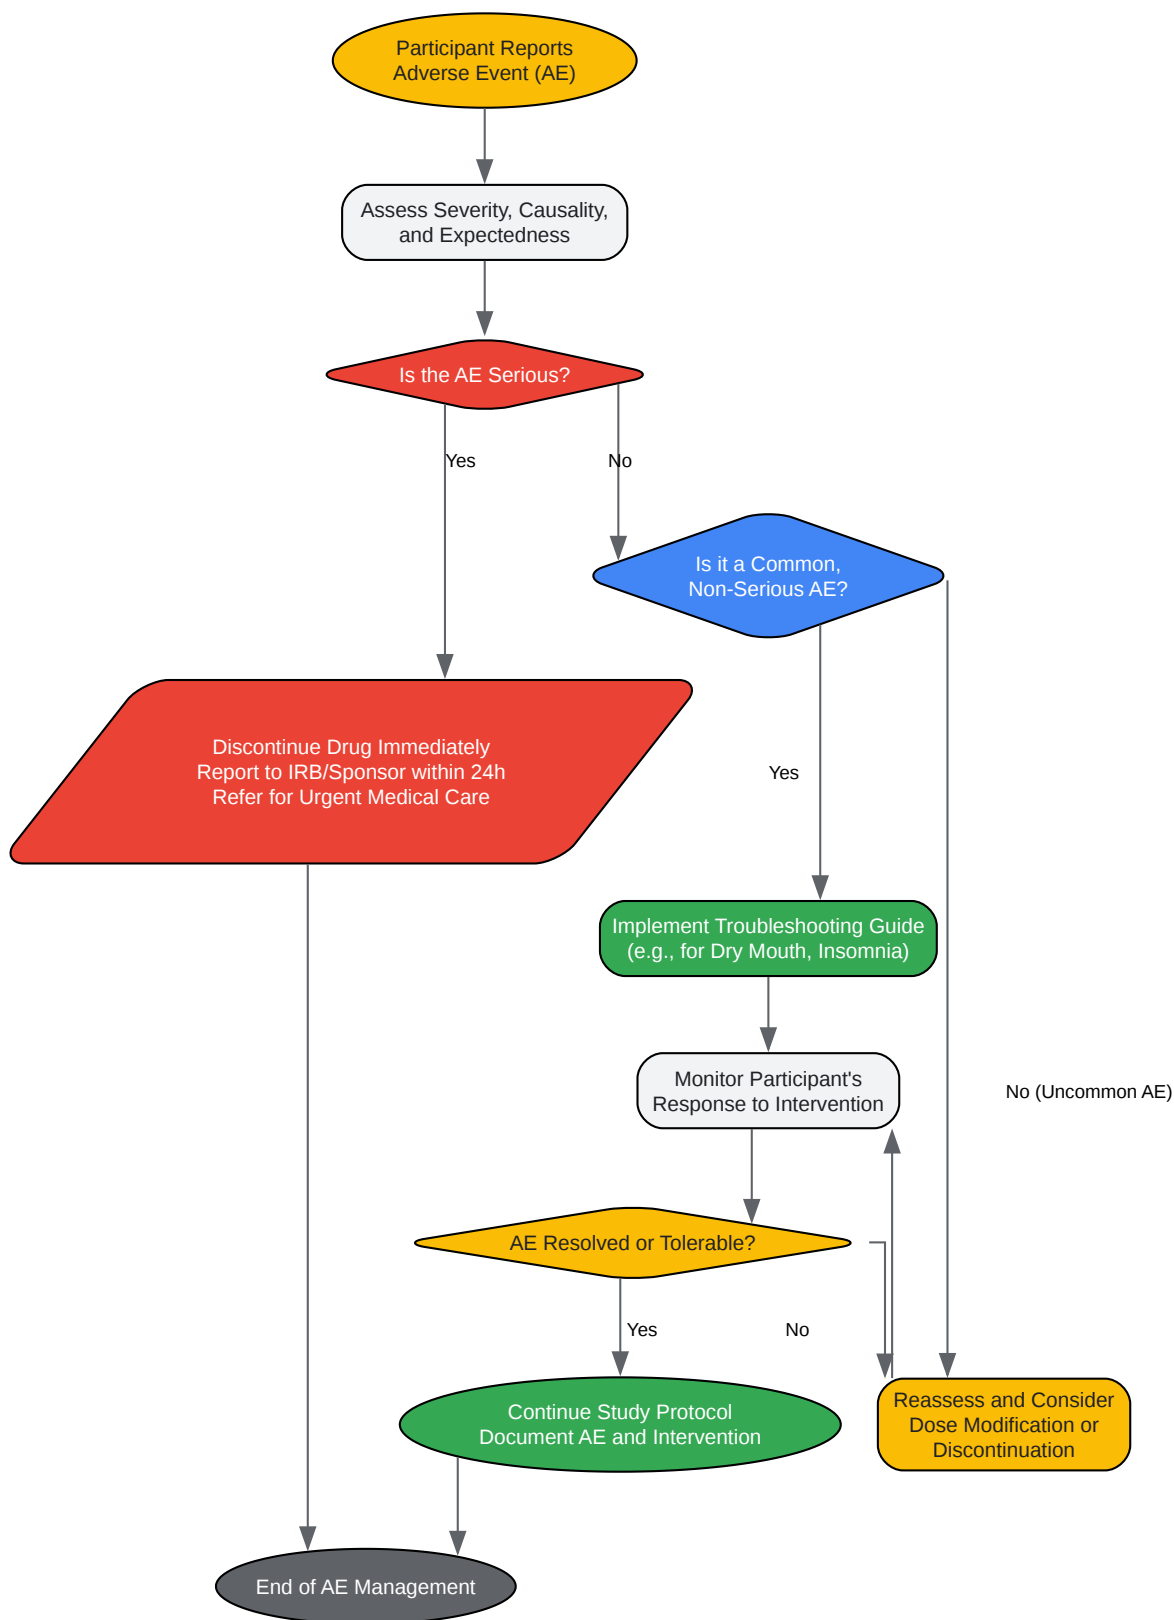 Participant Reports
Adverse Event (AE)
Assess Severity, Causality,
and Expectedness
Is the AE Serious?
Yes
No
Is it a Common,
Non-Serious AE?
Discontinue Drug Immediately
Report to IRB/Sponsor within 24h
Refer for Urgent Medical Care
Yes
Implement Troubleshooting Guide
(e.g., for Dry Mouth, Insomnia)
Monitor Participant's
Response to Intervention
No (Uncommon AE)
AE Resolved or Tolerable?
Yes
No
Continue Study Protocol
Document AE and Intervention
Reassess and Consider
Dose Modification or
Discontinuation
End of AE Management